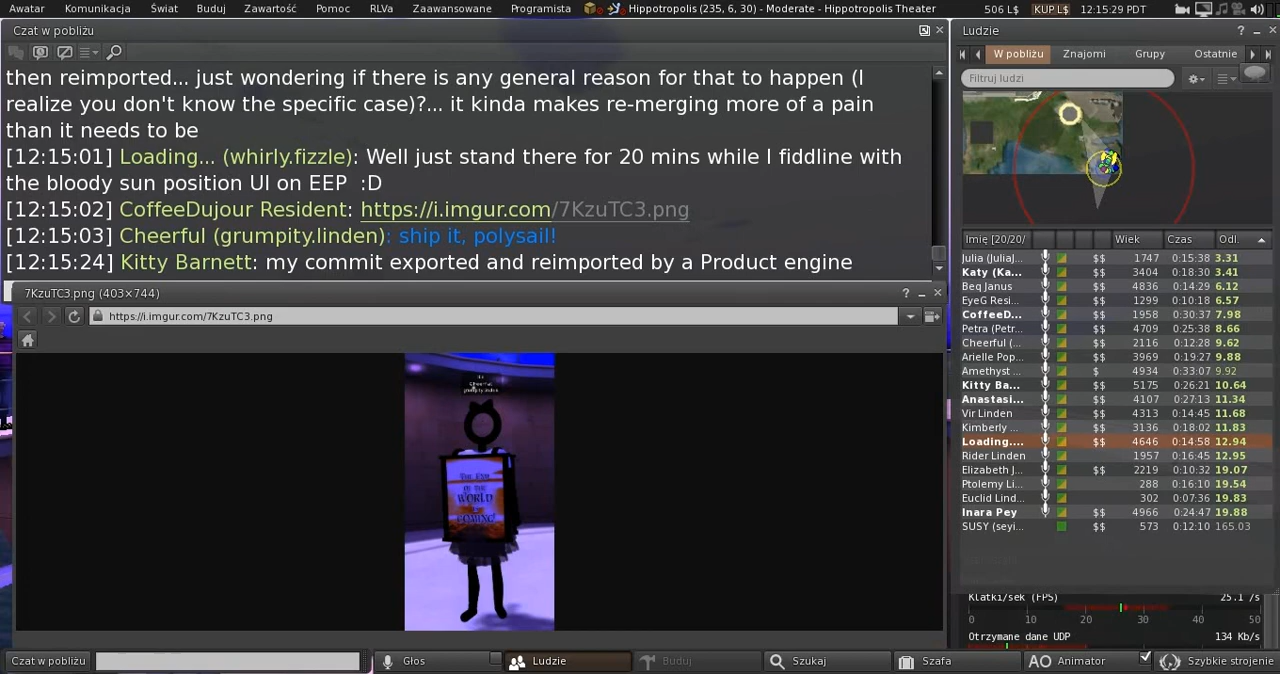 Awatar Komunikacja Świat Buduj Zawartość Pomoc RLVa Zaawansowane Programista Hippotropolis (235, 6, 30) - Moderate - Hippotropolis Theater 506 L$ KUP L$ 12:15:29 PDT
Czat w pobliżu
then reimported... just wondering if there is any general reason for that to happen (I
realize you don't know the specific case)?... it kinda makes re-merging more of a pain
than it needs to be
[12:15:01] Loading... (whirly.fizzle): Well just stand there for 20 mins while I fiddline with
the bloody sun position UI on EEP :D
[12:15:02] CoffeeDujour Resident: https://i.imgur.com/7KzuTC3.png
[12:15:03] Cheerful (grumpity.linden): ship it, polysail!
[12:15:24] Kitty Barnett: my commit exported and reimported by a Product engine
7KzuTC3.png (403×744)
https://i.imgur.com/7KzuTC3.png
THE END
OF THE
WORLD
IS
COMING!
Ludzie
W pobliżu Znajomi Grupy Ostatnie
Filtruj ludzi
Imię [20/20/ Wiek Czas Odl.
Julia (JuliaJ... $$ 1747 0:15:38 3.31
Katy (Ka... $$ 3404 0:18:30 3.41
Beq Janus $$ 4836 0:14:29 6.12
EyeG Resi... $$ 1299 0:10:18 6.57
CoffeeD... $$ 1958 0:30:37 7.98
Petra (Petr... $$ 4709 0:25:38 8.66
Cheerful (... $$ 2116 0:12:28 9.62
Arielle Pop... $$ 3969 0:19:27 9.88
Amethyst ... $ 4934 0:33:07 9.92
Kitty Ba... $$ 5175 0:26:21 10.64
Anastasi... $$ 4107 0:27:13 11.34
Vir Linden $$ 4313 0:14:45 11.68
Kimberly ... $$ 3136 0:18:02 11.83
Loading.... $$ 4646 0:14:58 12.94
Rider Linden 1957 0:16:45 12.95
Elizabeth J... $$ 2219 0:10:32 19.07
Ptolemy Li... 288 0:16:10 19.54
Euclid Lind... 302 0:07:36 19.83
Inara Pey $$ 4966 0:24:47 19.88
SUSY (seyi... $$ 573 0:12:10 165.03
Klatki/sek (FPS) 25.1 /s
0 10 20 30 40 50
Otrzymane dane UDP 134 Kb/s
Czat w pobliżu Głos Ludzie Buduj Szukaj Szafa AO Animator Szybkie strojenie